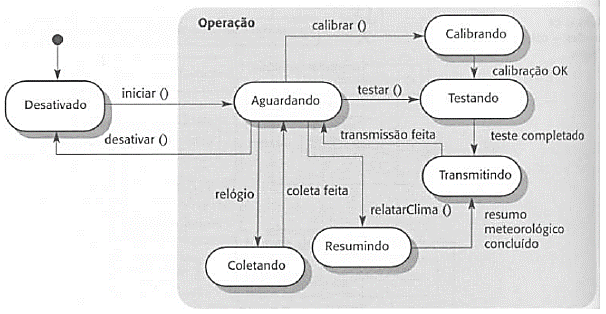 Operação
calibrar ()
Calibrando
calibração OK
Desativado
iniciar ()
Aguardando
testar ()
Testando
desativar ()
transmissão feita
teste completado
Transmitindo
relógio
coleta feita
relatarClima ()
resumo
meteorológico
concluído
Resumindo
Coletando